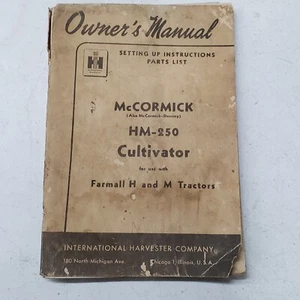 Owner's Manual
SETTING UP INSTRUCTIONS
PARTS LIST
IH
McCORMICK
(Also McCormick-Deering)
HM-250
Cultivator
for use with
Farmall H and M Tractors
INTERNATIONAL HARVESTER COMPANY
180 North Michigan Ave. Chicago 1, Illinois, U.S.A.